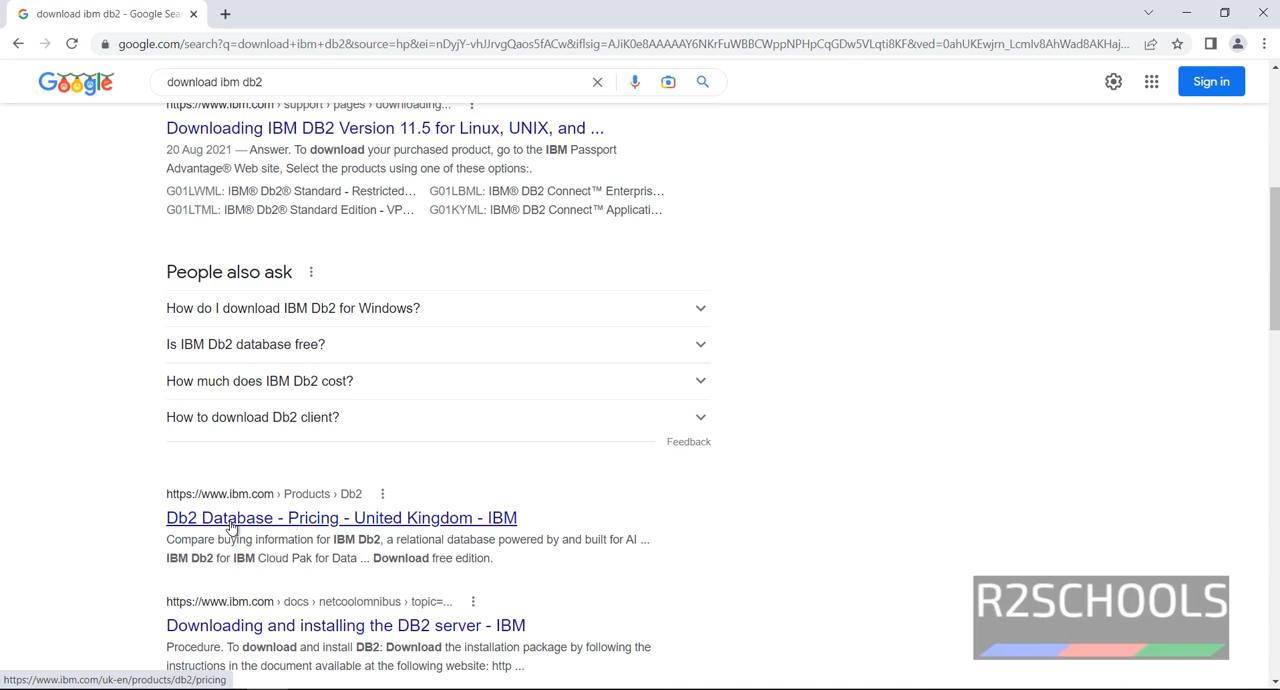 download ibm db2 - Google Sea
google.com/search?q=download+ibm+db2&source=hp&ei=nDyjY-vhJJrvgQaos5fACw&iflsig=AJiK0e8AAAAAY6NKrFuWBBCWppNPHpCqGDw5VLqti8KF&ved=0ahUKEwjrn_LcmIv8AhWad8AKHaj...
Google
download ibm db2
Sign in
https://www.ibm.com › support › pages › downloading...
Downloading IBM DB2 Version 11.5 for Linux, UNIX, and ...
20 Aug 2021 — Answer. To download your purchased product, go to the IBM Passport
Advantage® Web site, Select the products using one of these options:.
G01LWML: IBM® Db2® Standard - Restricted... G01LBML: IBM® DB2 Connect™ Enterpris...
G01LTML: IBM® Db2® Standard Edition - VP... G01KYML: IBM® DB2 Connect™ Applicati...
People also ask
How do I download IBM Db2 for Windows?
Is IBM Db2 database free?
How much does IBM Db2 cost?
How to download Db2 client?
Feedback
https://www.ibm.com › Products › Db2
Db2 Database - Pricing - United Kingdom - IBM
Compare buying information for IBM Db2, a relational database powered by and built for AI ...
IBM Db2 for IBM Cloud Pak for Data ... Download free edition.
https://www.ibm.com › docs › netcoolomnibus › topic=...
Downloading and installing the DB2 server - IBM
Procedure. To download and install DB2: Download the installation package by following the
instructions in the document available at the following website: http ...
R2SCHOOLS
https://www.ibm.com/uk-en/products/db2/pricing